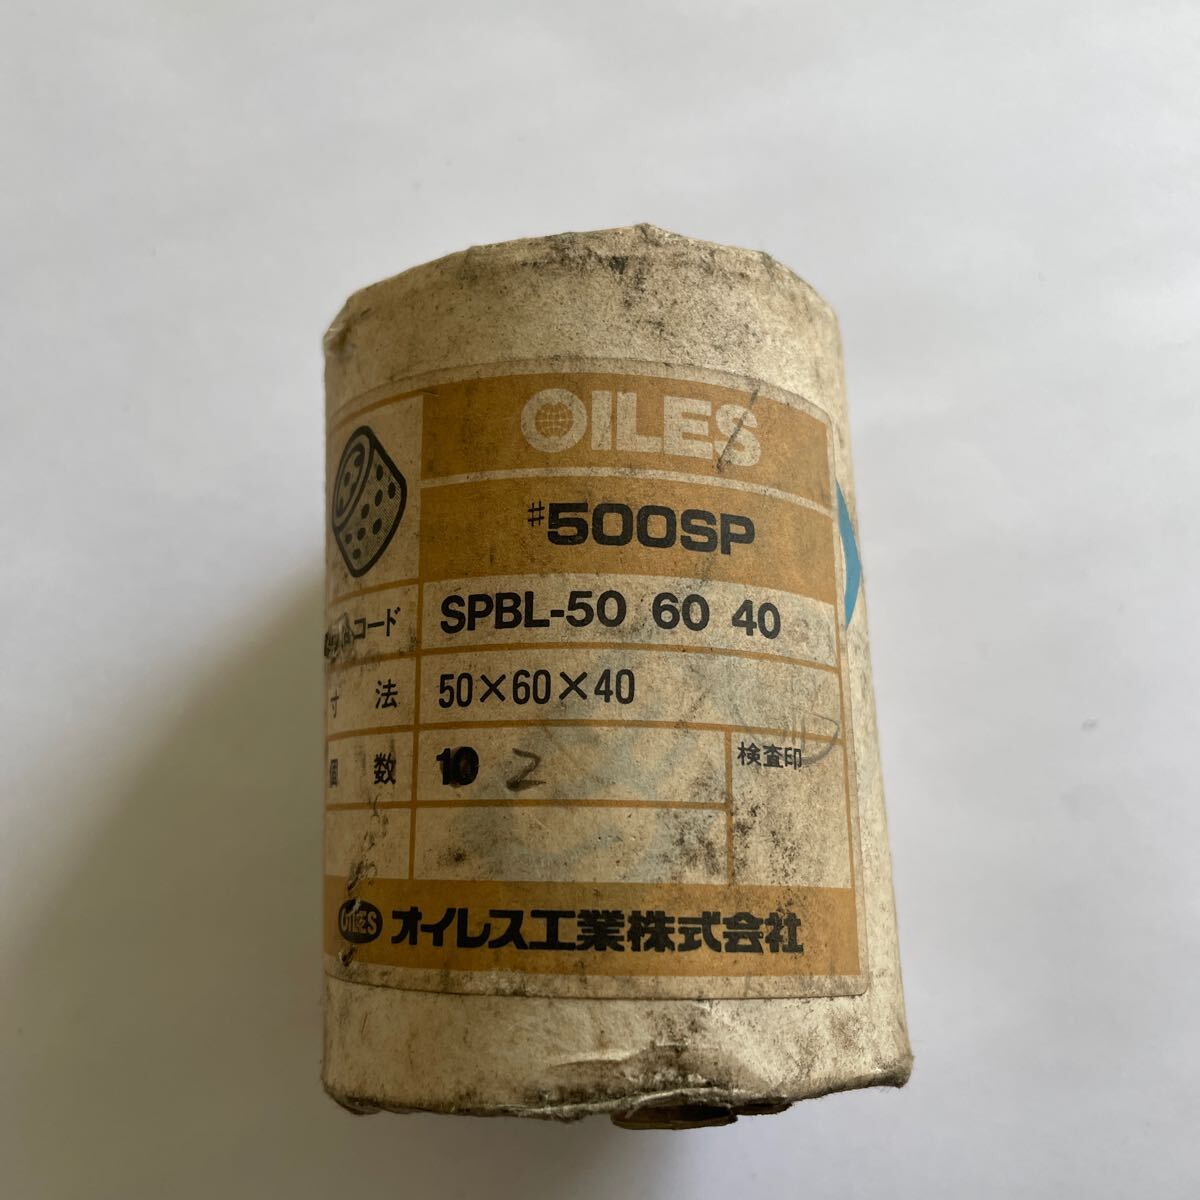 OILES
#500SP
コード SPBL-50 60 40
寸法 50×60×40
個数 10 2
検査印
OILES オイレス工業株式会社